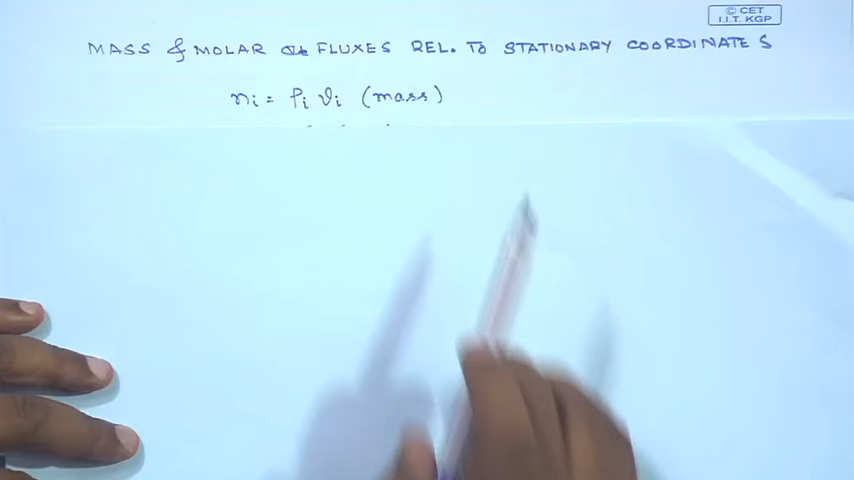 © CET
I.I.T. KGP
MASS & MOLAR FLUXES REL. TO STATIONARY COORDINATES
ni = ρi vi (mass)